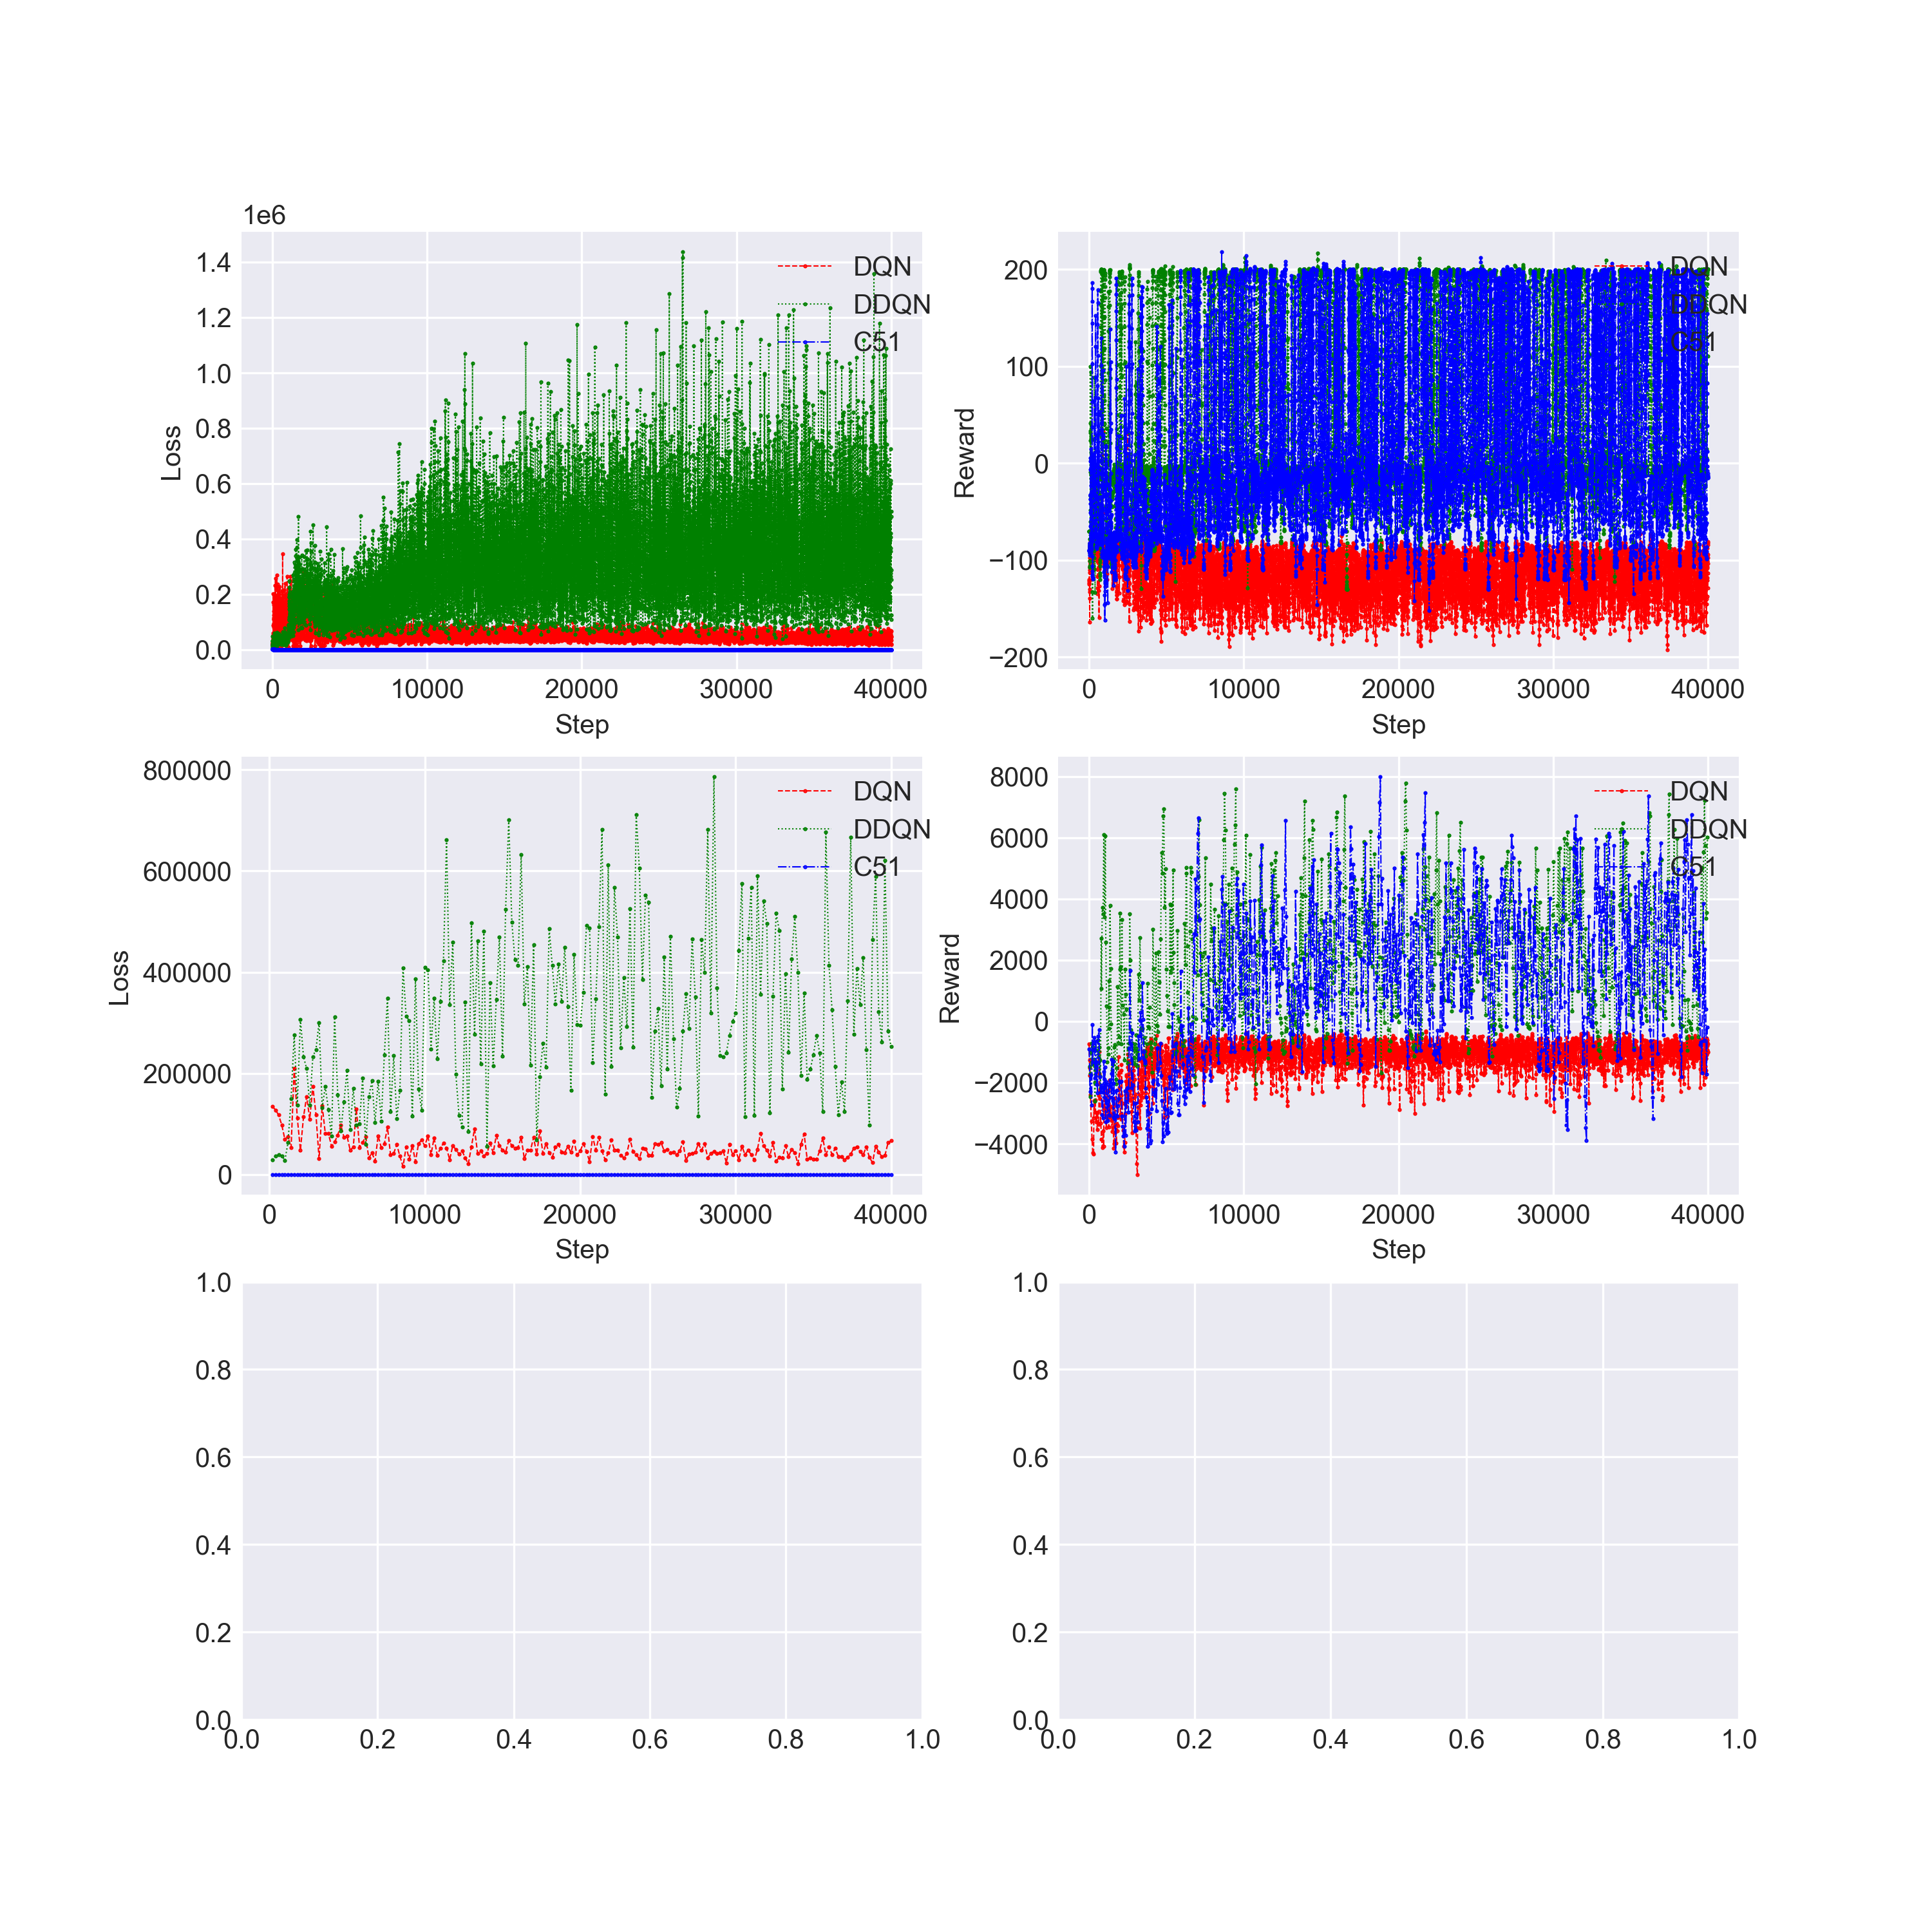 1e6
1.4
1.2
1.0
0.8
0.6
0.4
0.2
0.0
Loss
0 10000 20000 30000 40000
Step
DQN
DDQN
C51
200
100
0
−100
−200
Reward
0 10000 20000 30000 40000
Step
DQN
DDQN
C51
800000
600000
400000
200000
0
Loss
0 10000 20000 30000 40000
Step
DQN
DDQN
C51
8000
6000
4000
2000
0
−2000
−4000
Reward
0 10000 20000 30000 40000
Step
DQN
DDQN
C51
1.0
0.8
0.6
0.4
0.2
0.0
0.0 0.2 0.4 0.6 0.8 1.0
1.0
0.8
0.6
0.4
0.2
0.0
0.0 0.2 0.4 0.6 0.8 1.0